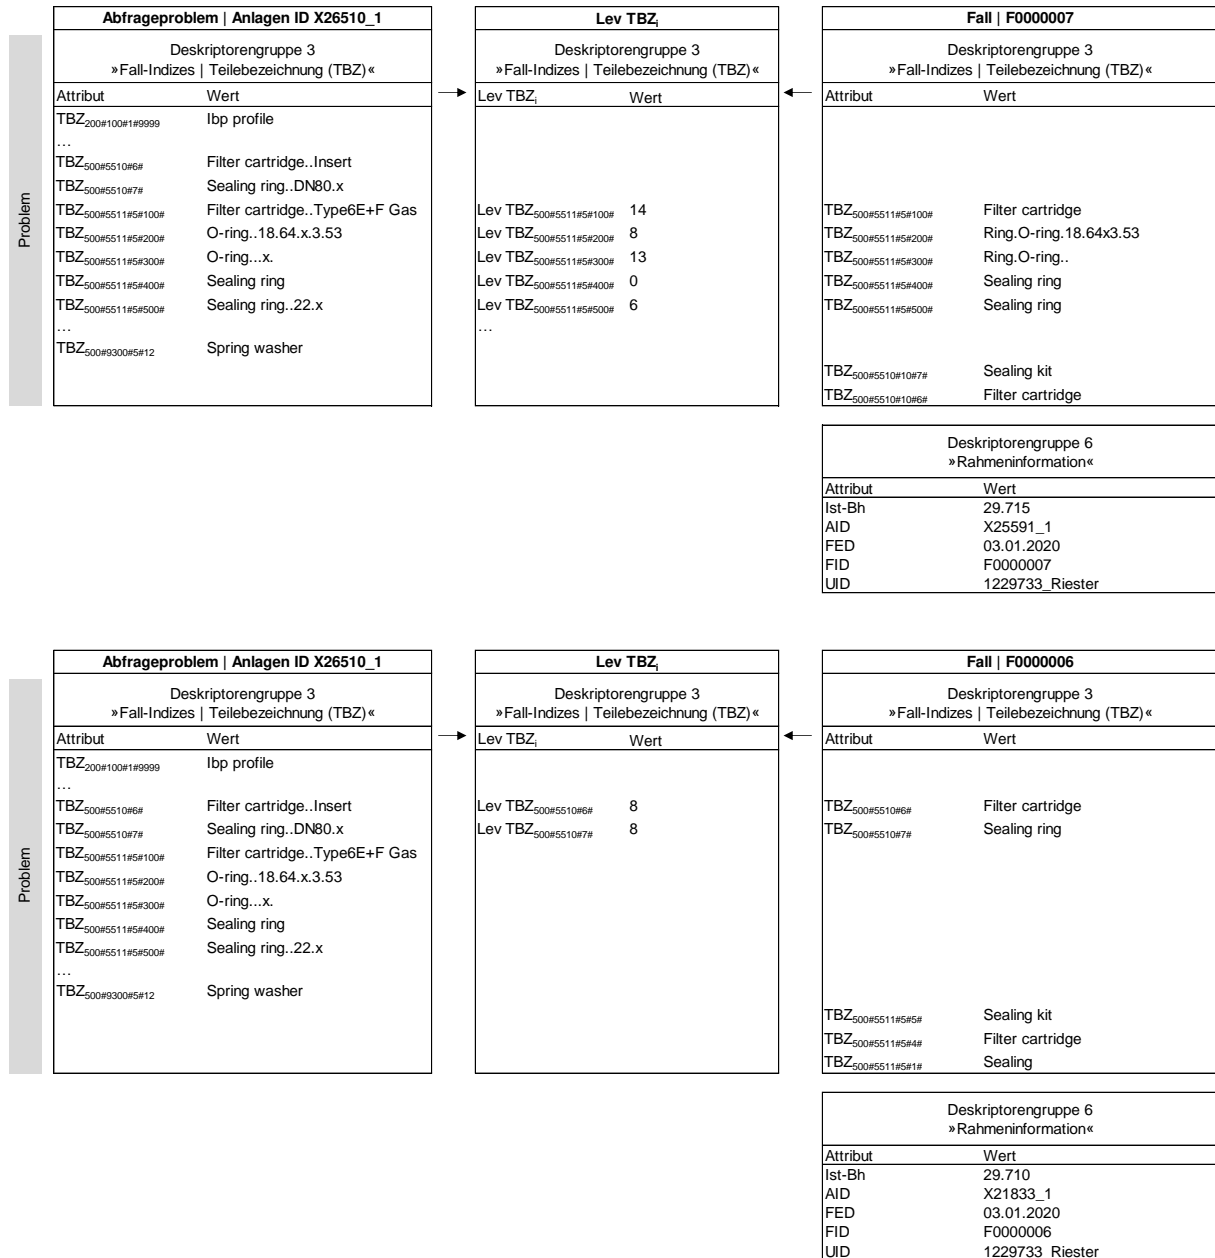 Abfrageproblem | Anlagen ID X26510_1
Deskriptorengruppe 3
»Fall-Indizes | Teilebezeichnung (TBZ)«
Attribut Wert
TBZ200#100#1#9999 Ibp profile
…
TBZ500#5510#6# Filter cartridge..Insert
TBZ500#5510#7# Sealing ring..DN80.x
TBZ500#5511#5#100# Filter cartridge..Type6E+F Gas
TBZ500#5511#5#200# O-ring..18.64.x.3.53
TBZ500#5511#5#300# O-ring...x.
TBZ500#5511#5#400# Sealing ring
TBZ500#5511#5#500# Sealing ring..22.x
…
TBZ500#9300#5#12 Spring washer
Problem
Lev TBZi
Deskriptorengruppe 3
»Fall-Indizes | Teilebezeichnung (TBZ)«
Lev TBZi Wert
Lev TBZ500#5511#5#100# 14
Lev TBZ500#5511#5#200# 8
Lev TBZ500#5511#5#300# 13
Lev TBZ500#5511#5#400# 0
Lev TBZ500#5511#5#500# 6
…
Fall | F0000007
Deskriptorengruppe 3
»Fall-Indizes | Teilebezeichnung (TBZ)«
Attribut Wert
TBZ500#5511#5#100# Filter cartridge
TBZ500#5511#5#200# Ring.O-ring.18.64x3.53
TBZ500#5511#5#300# Ring.O-ring..
TBZ500#5511#5#400# Sealing ring
TBZ500#5511#5#500# Sealing ring
TBZ500#5510#10#7# Sealing kit
TBZ500#5510#10#6# Filter cartridge
Deskriptorengruppe 6
»Rahmeninformation«
Attribut Wert
Ist-Bh 29.715
AID X25591_1
FED 03.01.2020
FID F0000007
UID 1229733_Riester
Abfrageproblem | Anlagen ID X26510_1
Deskriptorengruppe 3
»Fall-Indizes | Teilebezeichnung (TBZ)«
Attribut Wert
TBZ200#100#1#9999 Ibp profile
…
TBZ500#5510#6# Filter cartridge..Insert
TBZ500#5510#7# Sealing ring..DN80.x
TBZ500#5511#5#100# Filter cartridge..Type6E+F Gas
TBZ500#5511#5#200# O-ring..18.64.x.3.53
TBZ500#5511#5#300# O-ring...x.
TBZ500#5511#5#400# Sealing ring
TBZ500#5511#5#500# Sealing ring..22.x
…
TBZ500#9300#5#12 Spring washer
Problem
Lev TBZi
Deskriptorengruppe 3
»Fall-Indizes | Teilebezeichnung (TBZ)«
Lev TBZi Wert
Lev TBZ500#5510#6# 8
Lev TBZ500#5510#7# 8
Fall | F0000006
Deskriptorengruppe 3
»Fall-Indizes | Teilebezeichnung (TBZ)«
Attribut Wert
TBZ500#5510#6# Filter cartridge
TBZ500#5510#7# Sealing ring
TBZ500#5511#5#5# Sealing kit
TBZ500#5511#5#4# Filter cartridge
TBZ500#5511#5#1# Sealing
Deskriptorengruppe 6
»Rahmeninformation«
Attribut Wert
Ist-Bh 29.710
AID X21833_1
FED 03.01.2020
FID F0000006
UID 1229733_Riester